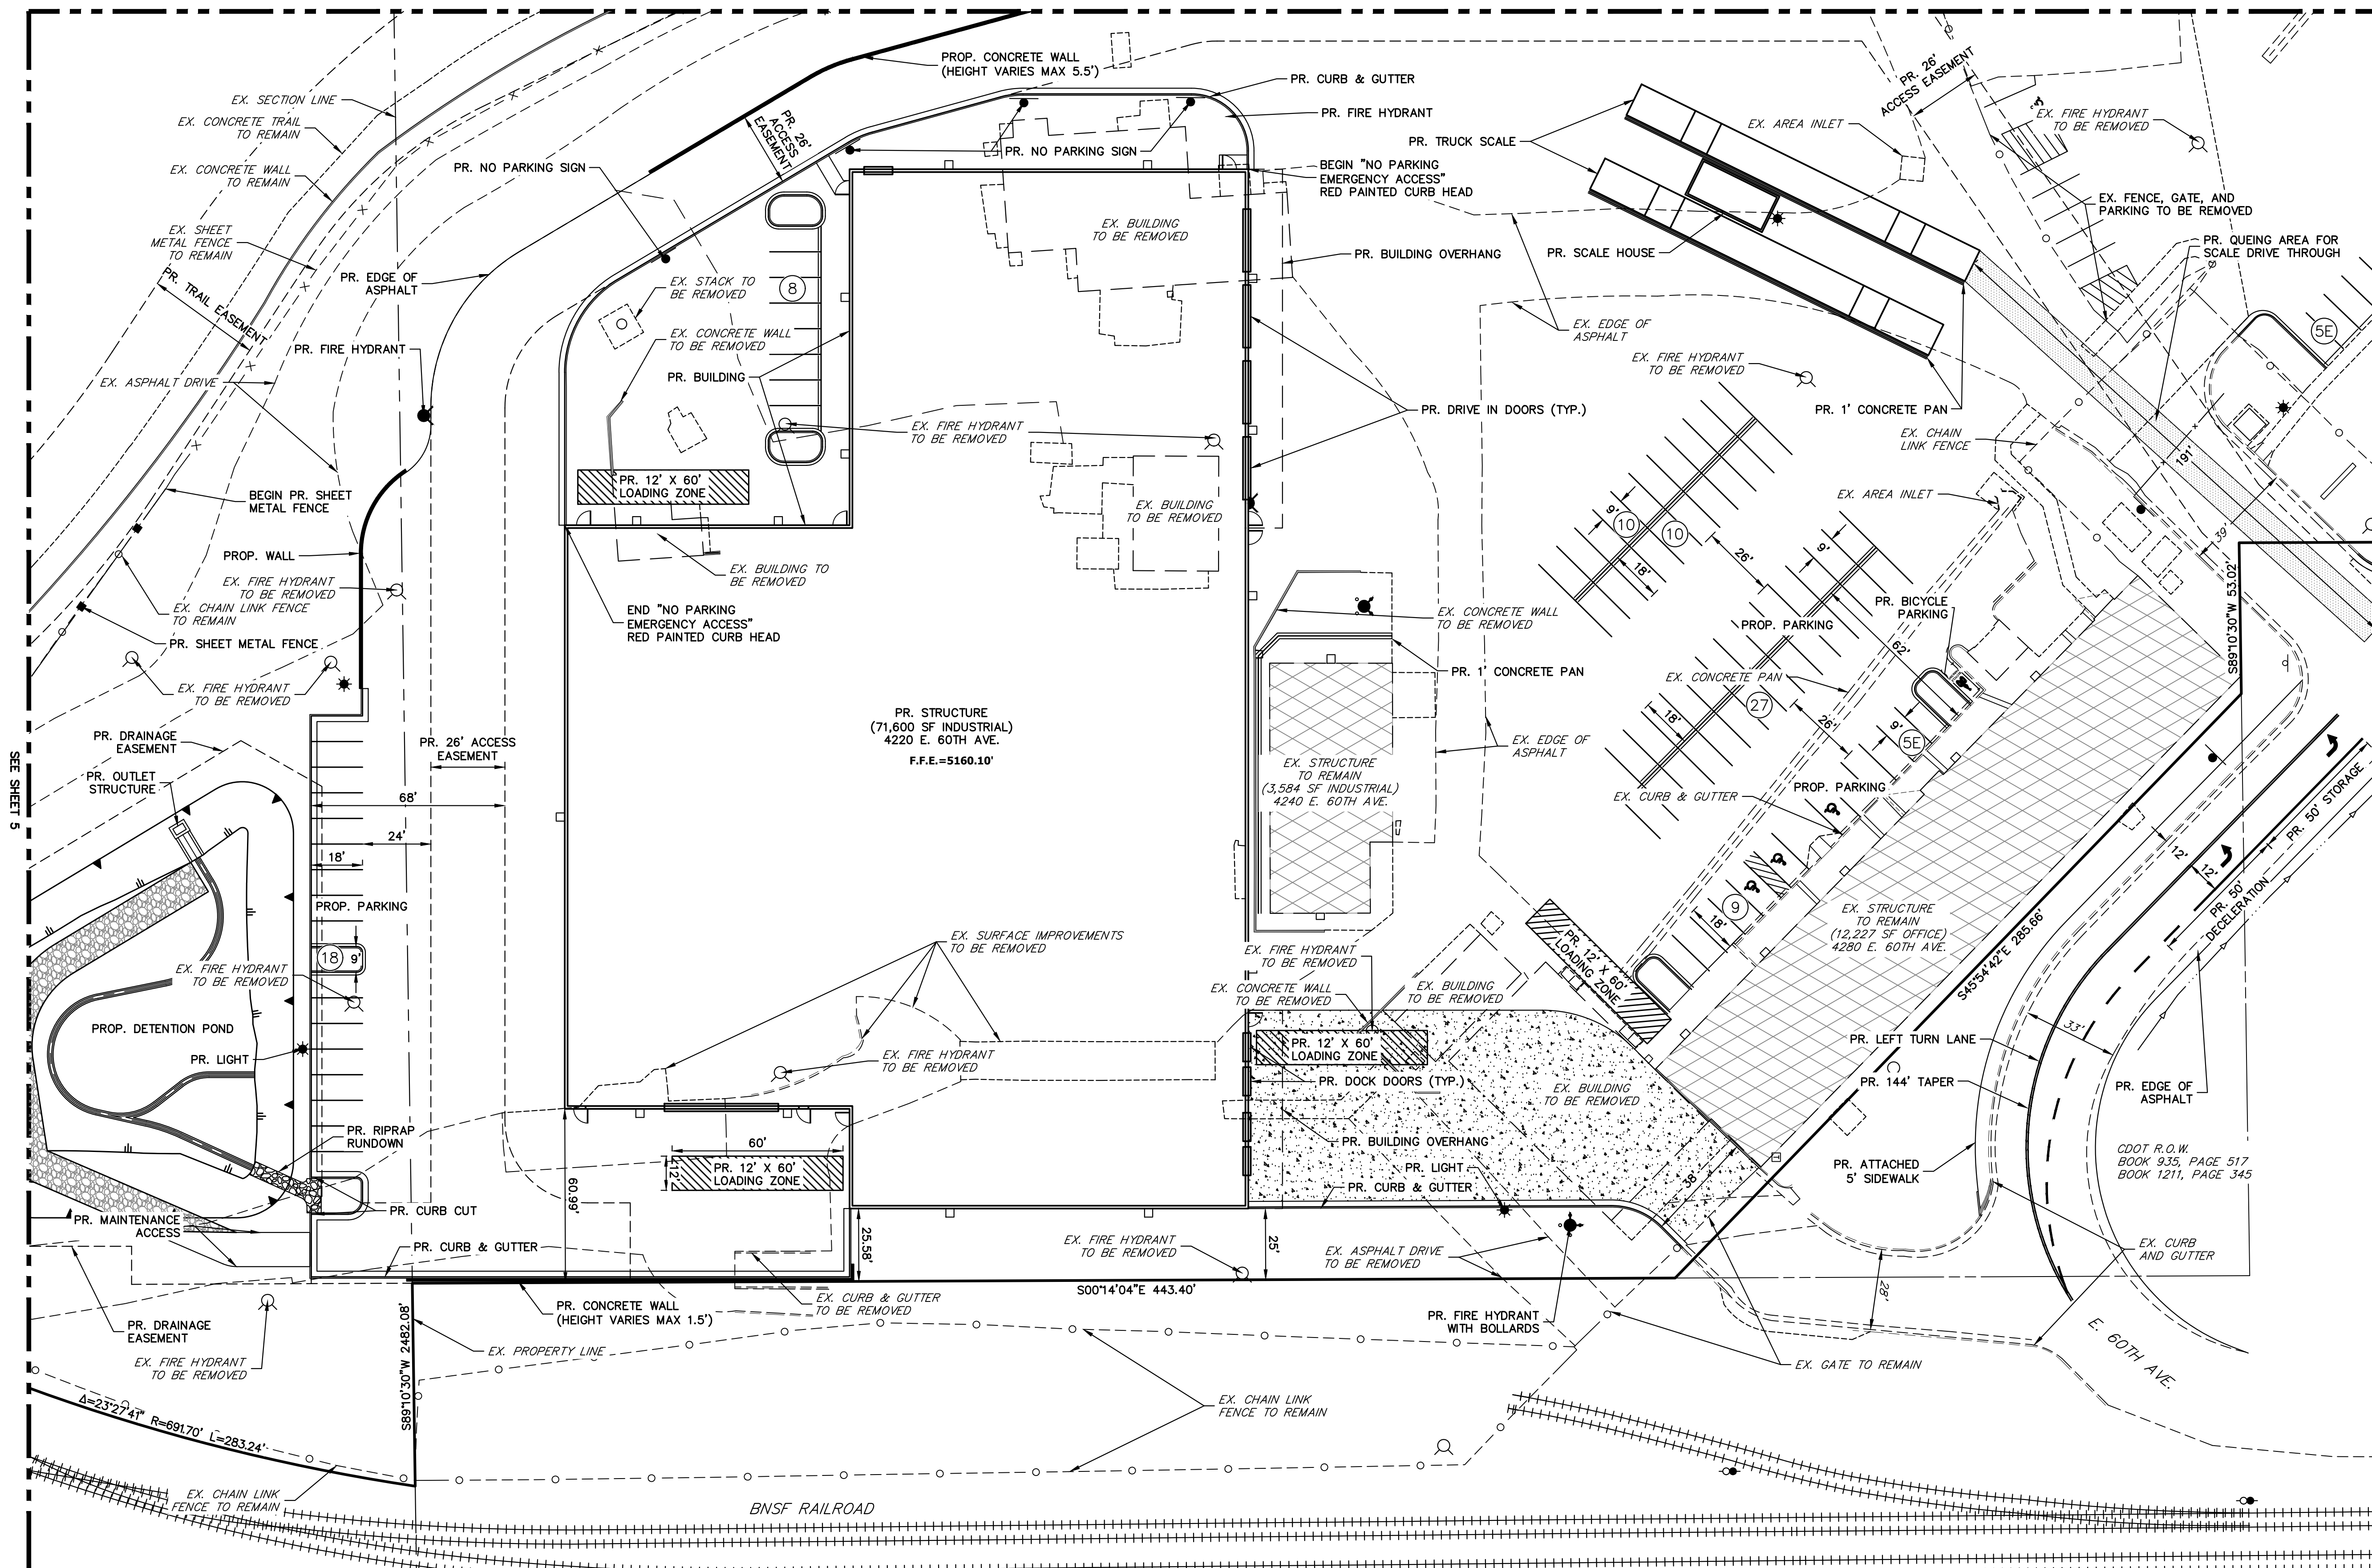 PROP. CONCRETE WALL
(HEIGHT VARIES MAX 5.5')
PR. CURB & GUTTER
PR. FIRE HYDRANT
PR. 26'
ACCESS
EASEMENT
PR. NO PARKING SIGN
PR. NO PARKING SIGN
BEGIN "NO PARKING
EMERGENCY ACCESS"
RED PAINTED CURB HEAD
PR. TRUCK SCALE
EX. AREA INLET
PR. 26'
ACCESS EASEMENT
EX. FIRE HYDRANT
TO BE REMOVED
EX. FENCE, GATE, AND
PARKING TO BE REMOVED
PR. QUEING AREA FOR
SCALE DRIVE THROUGH
EX. SECTION LINE
EX. CONCRETE TRAIL
TO REMAIN
EX. CONCRETE WALL
TO REMAIN
EX. SHEET
METAL FENCE
TO REMAIN
PR. TRAIL EASEMENT
PR. EDGE OF
ASPHALT
PR. FIRE HYDRANT
EX. ASPHALT DRIVE
EX. STACK TO
BE REMOVED
8
EX. CONCRETE WALL
TO BE REMOVED
PR. BUILDING
EX. BUILDING
TO BE REMOVED
PR. BUILDING OVERHANG
PR. SCALE HOUSE
EX. EDGE OF
ASPHALT
EX. FIRE HYDRANT
TO BE REMOVED
PR. DRIVE IN DOORS (TYP.)
PR. 1' CONCRETE PAN
EX. CHAIN
LINK FENCE
5E
191'
39'
EX. FIRE HYDRANT
TO BE REMOVED
PR. 12' X 60'
LOADING ZONE
EX. BUILDING
TO BE REMOVED
EX. AREA INLET
BEGIN PR. SHEET
METAL FENCE
PROP. WALL
EX. FIRE HYDRANT
TO BE REMOVED
EX. CHAIN LINK FENCE
TO REMAIN
PR. SHEET METAL FENCE
EX. FIRE HYDRANT
TO BE REMOVED
EX. BUILDING TO
BE REMOVED
END "NO PARKING
EMERGENCY ACCESS"
RED PAINTED CURB HEAD
9'
10
10
18'
26'
9'
EX. CONCRETE WALL
TO BE REMOVED
PR. 1' CONCRETE PAN
PROP. PARKING
PR. BICYCLE
PARKING
62'
EX. CONCRETE PAN
27
18'
26'
9'
5E
S89°10'30"W 553.02'
PR. STRUCTURE
(71,600 SF INDUSTRIAL)
4220 E. 60TH AVE.
F.F.E.=5160.10'
PR. DRAINAGE
EASEMENT
PR. OUTLET
STRUCTURE
PR. 26' ACCESS
EASEMENT
68'
24'
18'
SEE SHEET 5
EX. EDGE OF
ASPHALT
EX. STRUCTURE
TO REMAIN
(3,584 SF INDUSTRIAL)
4240 E. 60TH AVE.
EX. CURB & GUTTER
PROP. PARKING
9
18'
EX. STRUCTURE
TO REMAIN
(12,227 SF OFFICE)
4280 E. 60TH AVE.
S45°54'42"E 285.66'
12'
12'
PR. 50' STORAGE
PR. 50'
DECELERATION
PROP. PARKING
18
9'
EX. FIRE HYDRANT
TO BE REMOVED
PROP. DETENTION POND
PR. LIGHT
EX. SURFACE IMPROVEMENTS
TO BE REMOVED
EX. FIRE HYDRANT
TO BE REMOVED
EX. FIRE HYDRANT
TO BE REMOVED
EX. CONCRETE WALL
TO BE REMOVED
EX. BUILDING
TO BE REMOVED
PR. 12' X 60'
LOADING ZONE
PR. 12' X 60'
LOADING ZONE
PR. DOCK DOORS (TYP.)
EX. BUILDING
TO BE REMOVED
PR. BUILDING OVERHANG
PR. LIGHT
PR. CURB & GUTTER
38'
PR. LEFT TURN LANE
33'
PR. 144' TAPER
PR. EDGE OF
ASPHALT
PR. ATTACHED
5' SIDEWALK
CDOT R.O.W.
BOOK 935, PAGE 517
BOOK 1211, PAGE 345
PR. RIPRAP
RUNDOWN
60'
12'
PR. 12' X 60'
LOADING ZONE
60.99'
25.58'
25'
PR. CURB CUT
PR. MAINTENANCE
ACCESS
PR. CURB & GUTTER
EX. FIRE HYDRANT
TO BE REMOVED
EX. ASPHALT DRIVE
TO BE REMOVED
EX. CURB
AND GUTTER
28'
S00°14'04"E 443.40'
PR. CONCRETE WALL
(HEIGHT VARIES MAX 1.5')
EX. CURB & GUTTER
TO BE REMOVED
PR. FIRE HYDRANT
WITH BOLLARDS
PR. DRAINAGE
EASEMENT
EX. FIRE HYDRANT
TO BE REMOVED
S89°10'30"W 2482.08'
EX. PROPERTY LINE
EX. GATE TO REMAIN
E. 60TH AVE.
EX. CHAIN LINK
FENCE TO REMAIN
Δ=23°27'41" R=691.70' L=283.24'
EX. CHAIN LINK
FENCE TO REMAIN
BNSF RAILROAD